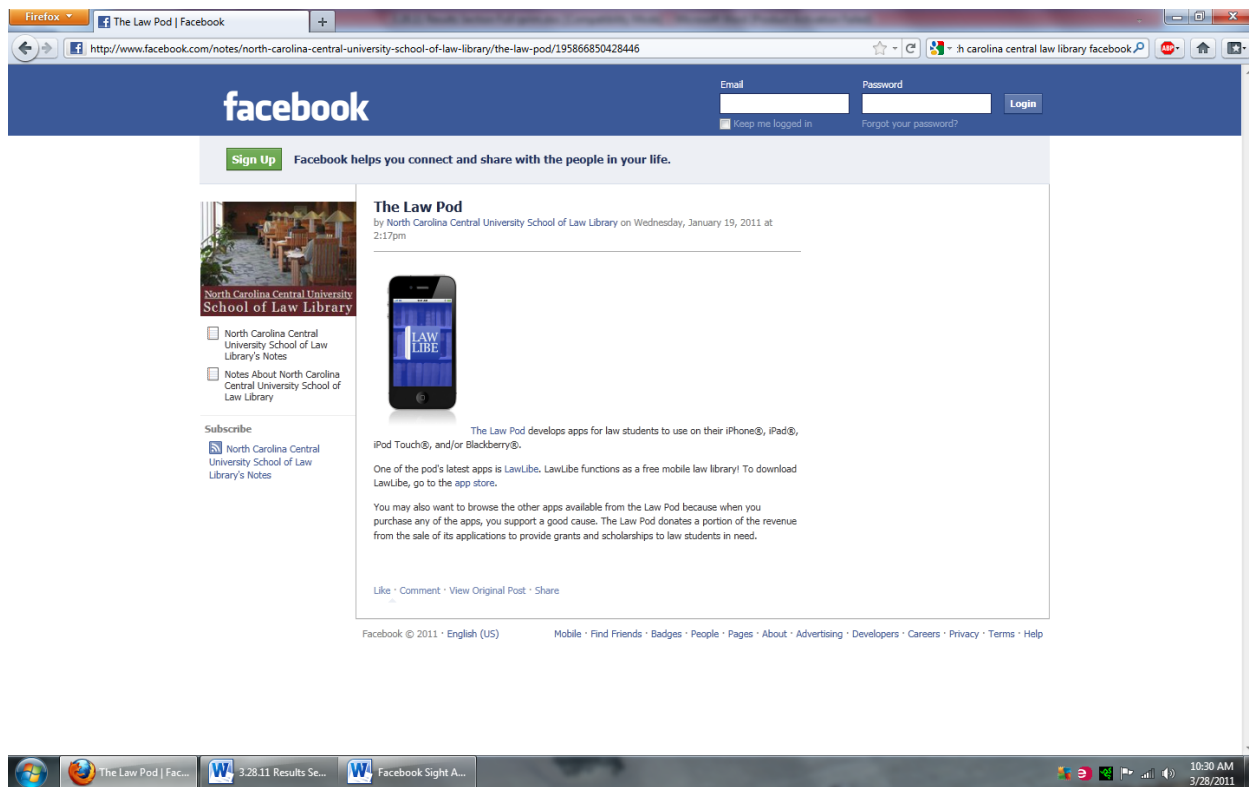 Firefox
The Law Pod | Facebook
+
http://www.facebook.com/notes/north-carolina-central-university-school-of-law-library/the-law-pod/195866850428446
:h carolina central law library facebook
ABP
facebook
Email
Password
Login
Keep me logged in
Forgot your password?
Sign Up
Facebook helps you connect and share with the people in your life.
North Carolina Central University
School of Law Library
North Carolina Central
University School of Law
Library's Notes
Notes About North Carolina
Central University School of
Law Library
Subscribe
North Carolina Central
University School of Law
Library's Notes
The Law Pod
by North Carolina Central University School of Law Library on Wednesday, January 19, 2011 at
2:17pm
LAW
LIBE
The Law Pod develops apps for law students to use on their iPhone®, iPad®,
iPod Touch®, and/or Blackberry®.
One of the pod's latest apps is LawLibe. LawLibe functions as a free mobile law library! To download
LawLibe, go to the app store.
You may also want to browse the other apps available from the Law Pod because when you
purchase any of the apps, you support a good cause. The Law Pod donates a portion of the revenue
from the sale of its applications to provide grants and scholarships to law students in need.
Like · Comment · View Original Post · Share
Facebook © 2011 · English (US)
Mobile · Find Friends · Badges · People · Pages · About · Advertising · Developers · Careers · Privacy · Terms · Help
The Law Pod | Fac...
3.28.11 Results Se...
Facebook Sight A...
10:30 AM
3/28/2011